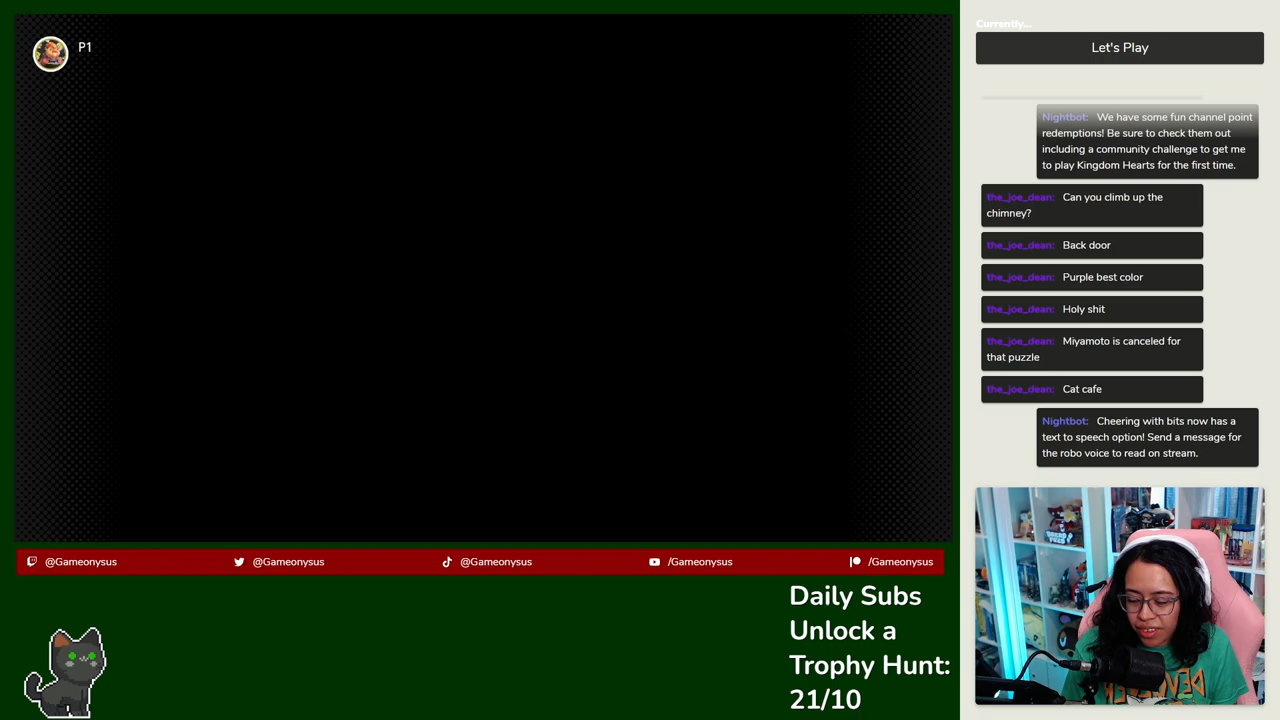 P1
Currently...
Let's Play
Nightbot: We have some fun channel point
redemptions! Be sure to check them out
including a community challenge to get me
to play Kingdom Hearts for the first time.
the_joe_dean: Can you climb up the
chimney?
the_joe_dean: Back door
the_joe_dean: Purple best color
the_joe_dean: Holy shit
the_joe_dean: Miyamoto is canceled for
that puzzle
the_joe_dean: Cat cafe
Nightbot: Cheering with bits now has a
text to speech option! Send a message for
the robo voice to read on stream.
@Gameonysus @Gameonysus @Gameonysus /Gameonysus /Gameonysus
Daily Subs
Unlock a
Trophy Hunt:
21/10